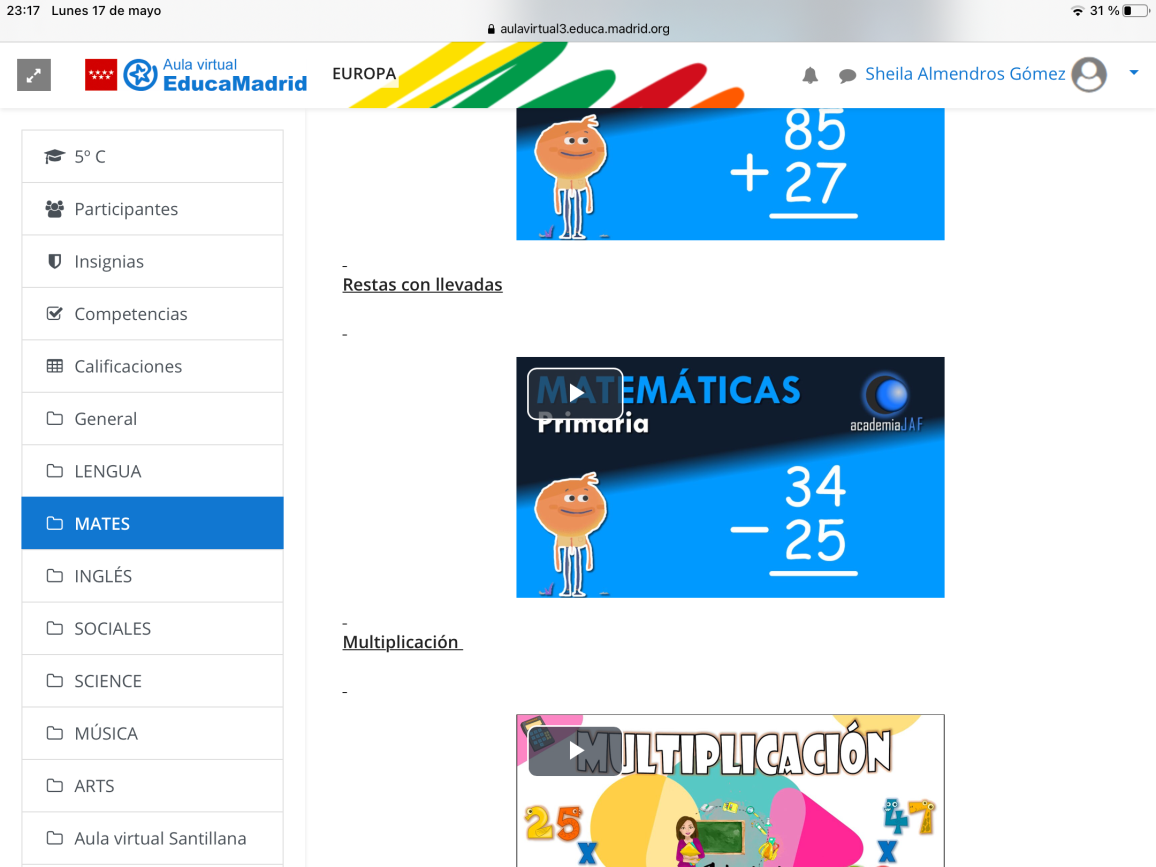 23:17 Lunes 17 de mayo
31 %
aulavirtual3.educa.madrid.org
Aula virtual
EducaMadrid
EUROPA
Sheila Almendros Gómez
5º C
Participantes
Insignias
Competencias
Calificaciones
General
LENGUA
MATES
INGLÉS
SOCIALES
SCIENCE
MÚSICA
ARTS
Aula virtual Santillana
85
+ 27
Restas con llevadas
MATEMÁTICAS
Primaria
academiaJAF
34
− 25
Multiplicación
MULTIPLICACIÓN
25
x
47
x